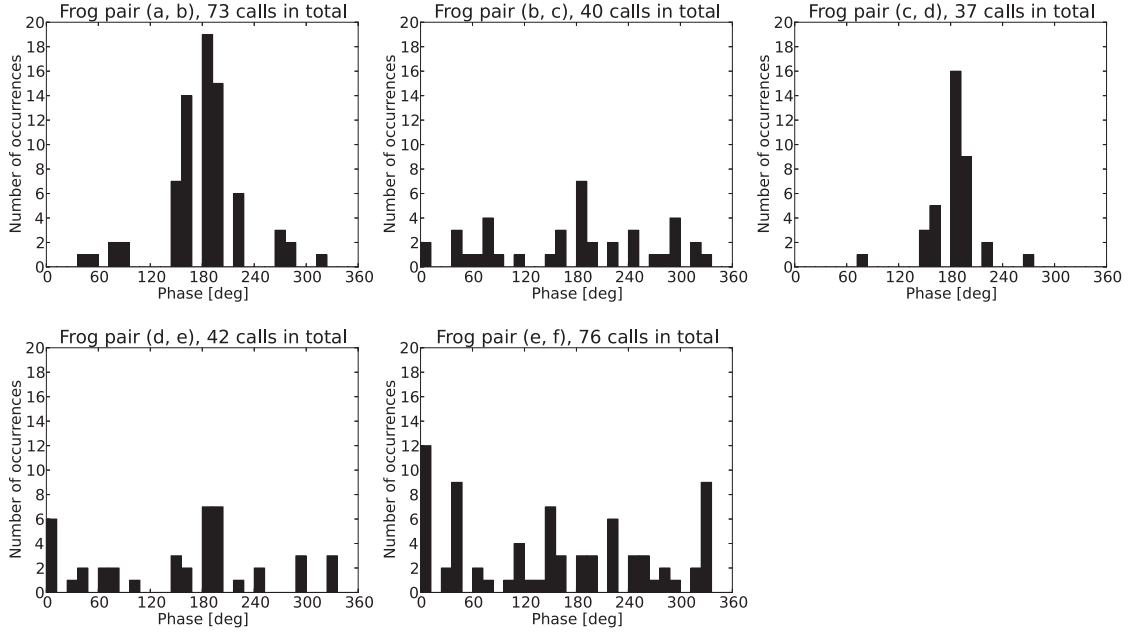 Frog pair (a, b), 73 calls in total
Number of occurrences
20
18
16
14
12
10
8
6
4
2
0
0 60 120 180 240 300 360
Phase [deg]
Frog pair (b, c), 40 calls in total
Number of occurrences
20
18
16
14
12
10
8
6
4
2
0
0 60 120 180 240 300 360
Phase [deg]
Frog pair (c, d), 37 calls in total
Number of occurrences
20
18
16
14
12
10
8
6
4
2
0
0 60 120 180 240 300 360
Phase [deg]
Frog pair (d, e), 42 calls in total
Number of occurrences
20
18
16
14
12
10
8
6
4
2
0
0 60 120 180 240 300 360
Phase [deg]
Frog pair (e, f), 76 calls in total
Number of occurrences
20
18
16
14
12
10
8
6
4
2
0
0 60 120 180 240 300 360
Phase [deg]